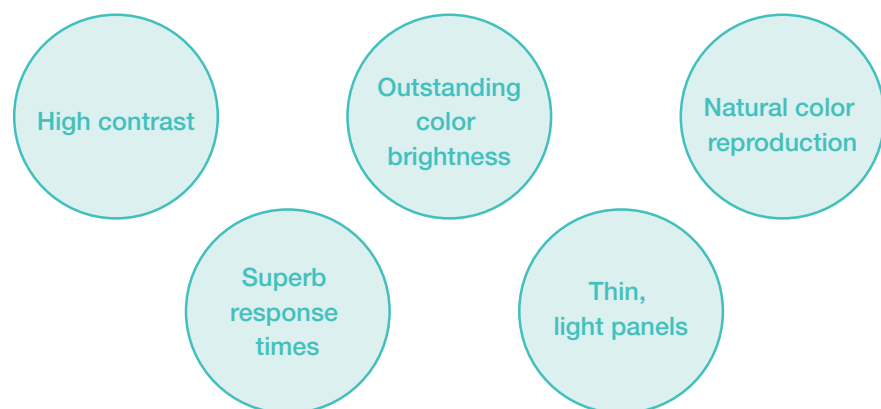 High contrast
Outstanding
color
brightness
Natural color
reproduction
Superb
response
times
Thin,
light panels